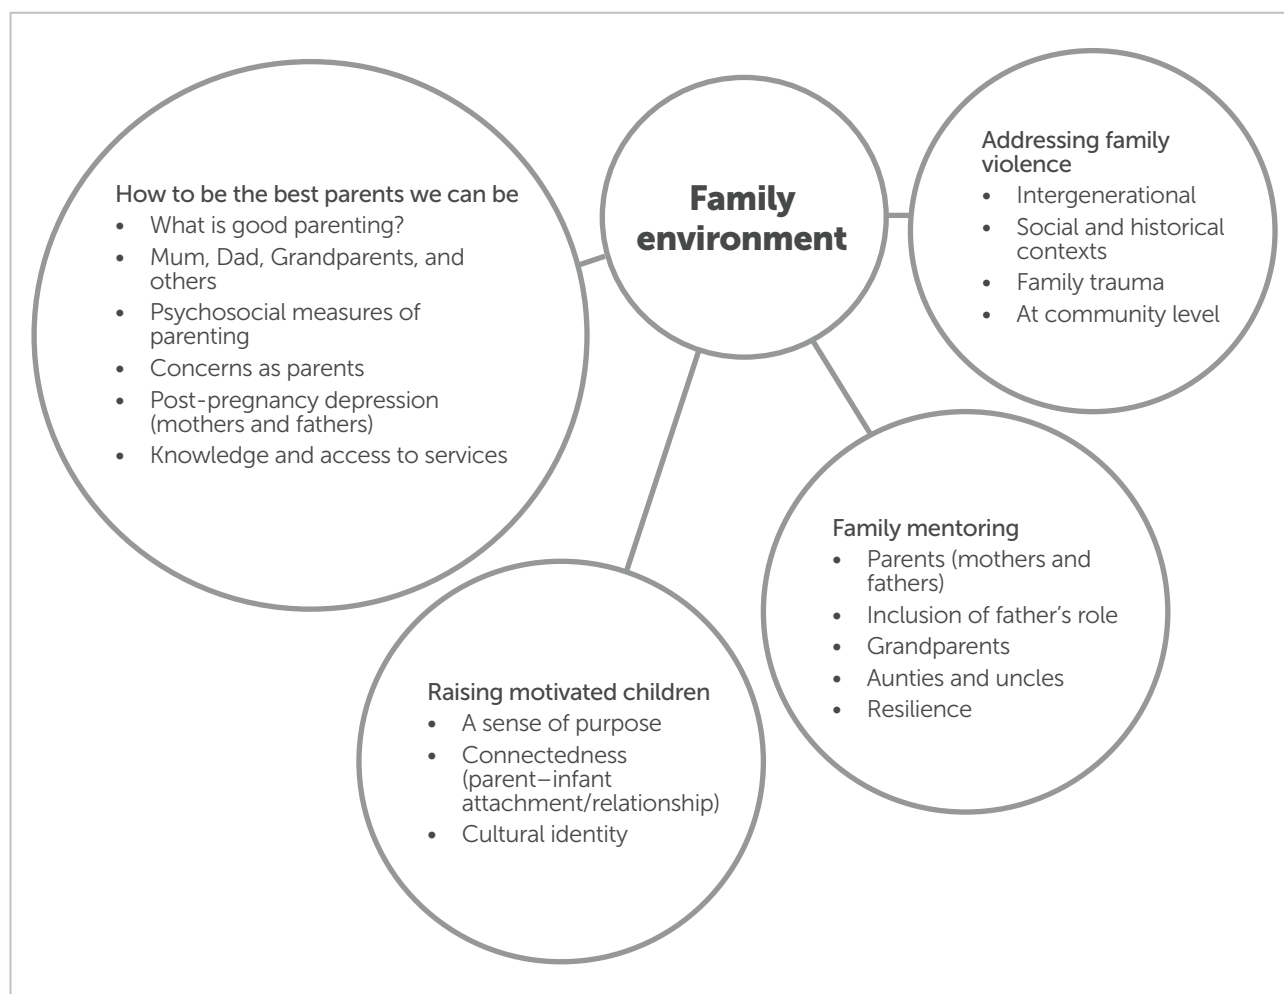 Family
environment
How to be the best parents we can be
• What is good parenting?
• Mum, Dad, Grandparents, and
others
• Psychosocial measures of
parenting
• Concerns as parents
• Post-pregnancy depression
(mothers and fathers)
• Knowledge and access to services
Addressing family
violence
• Intergenerational
• Social and historical
contexts
• Family trauma
• At community level
Family mentoring
• Parents (mothers and
fathers)
• Inclusion of father’s role
• Grandparents
• Aunties and uncles
• Resilience
Raising motivated children
• A sense of purpose
• Connectedness
(parent–infant
attachment/relationship)
• Cultural identity